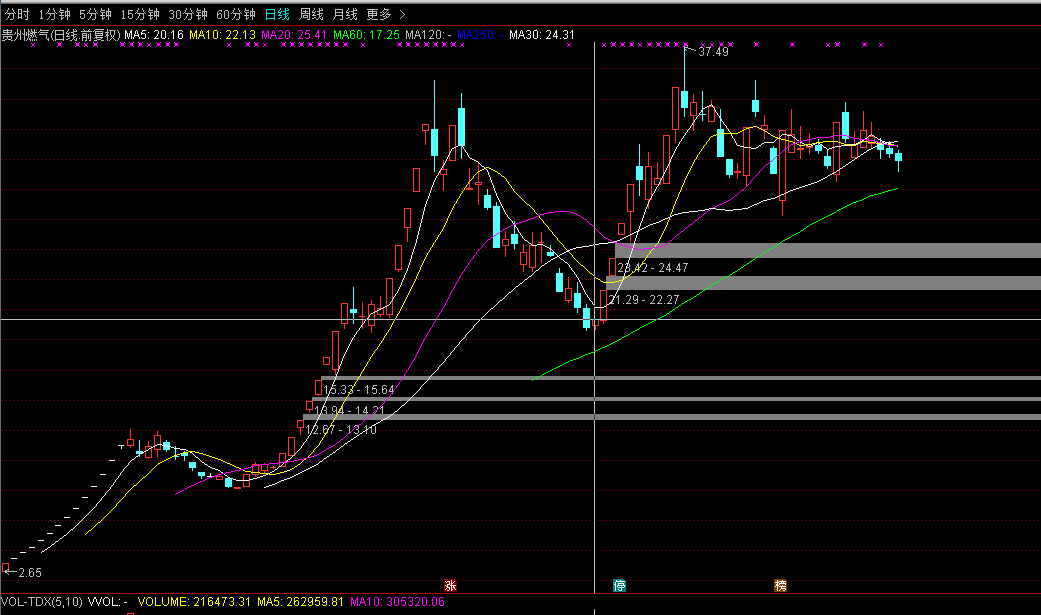 分时 1分钟 5分钟 15分钟 30分钟 60分钟 日线 周线 月线 更多 >
贵州燃气(日线.前复权) MA5: 20.16 MA10: 22.13 MA20: 25.41 MA60: 17.25 MA120: - MA250: - MA30: 24.31
37.49
23.42 - 24.47
21.29 - 22.27
15.33 - 15.64
13.94 - 14.21
12.67 - 13.10
←2.65
涨 停 榜
VOL-TDX(5,10) VVOL: - VOLUME: 216473.31 MA5: 262959.81 MA10: 305320.06